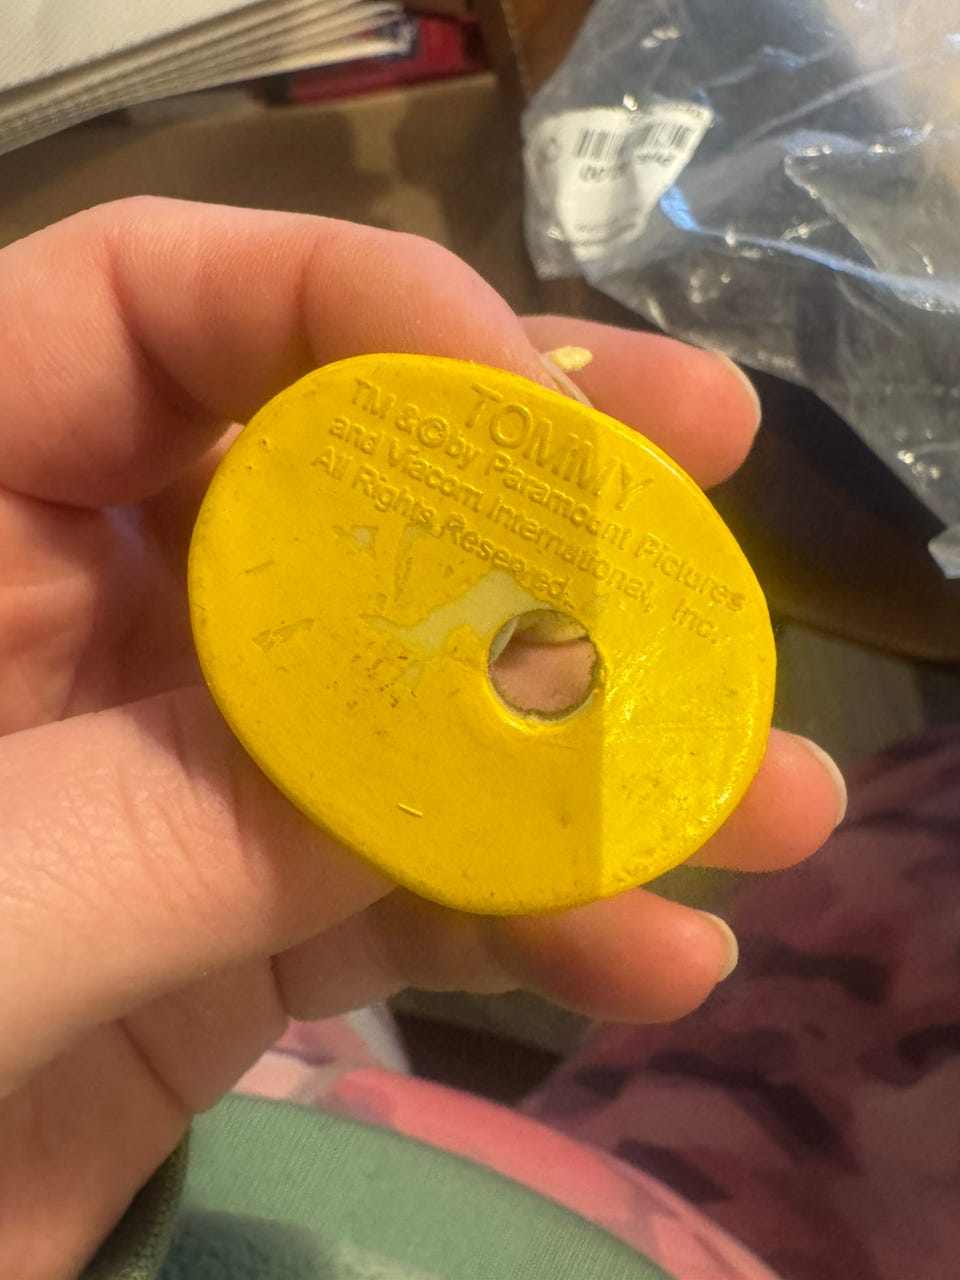 TOMMY
TM & © by Paramount Pictures
and Viacom International, Inc.
All Rights Reserved.